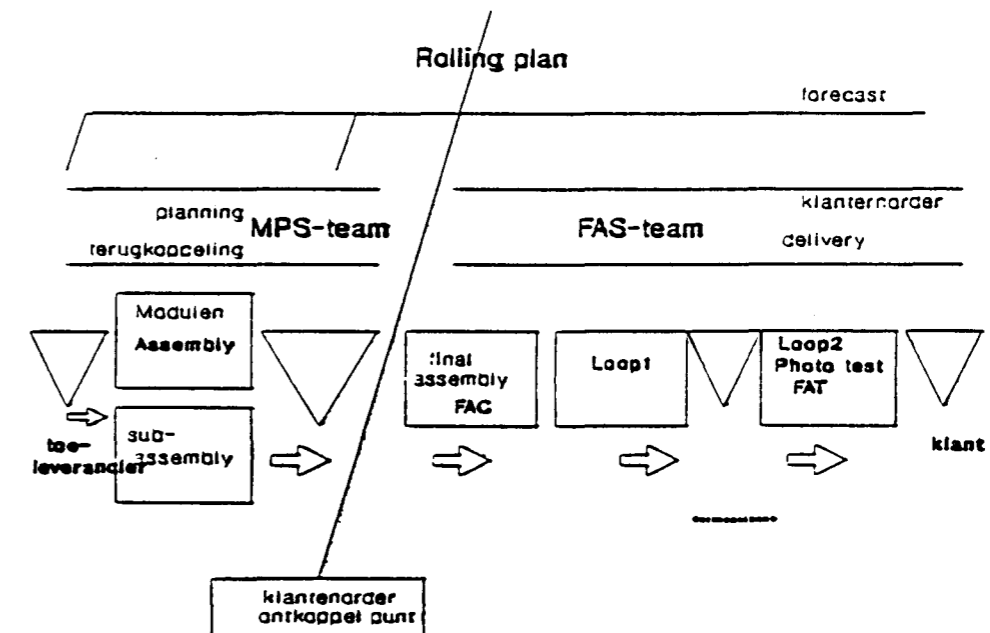 Rolling plan
forecast
planning
MPS-team
terugkoppeling
FAS-team
klantenorder
delivery
Modulen
Assembly
sub-
assembly
toe-
leverancier
final
assembly
FAC
Loop1
Loop2
Photo test
FAT
klant
klantenorder
ontkoppel punt